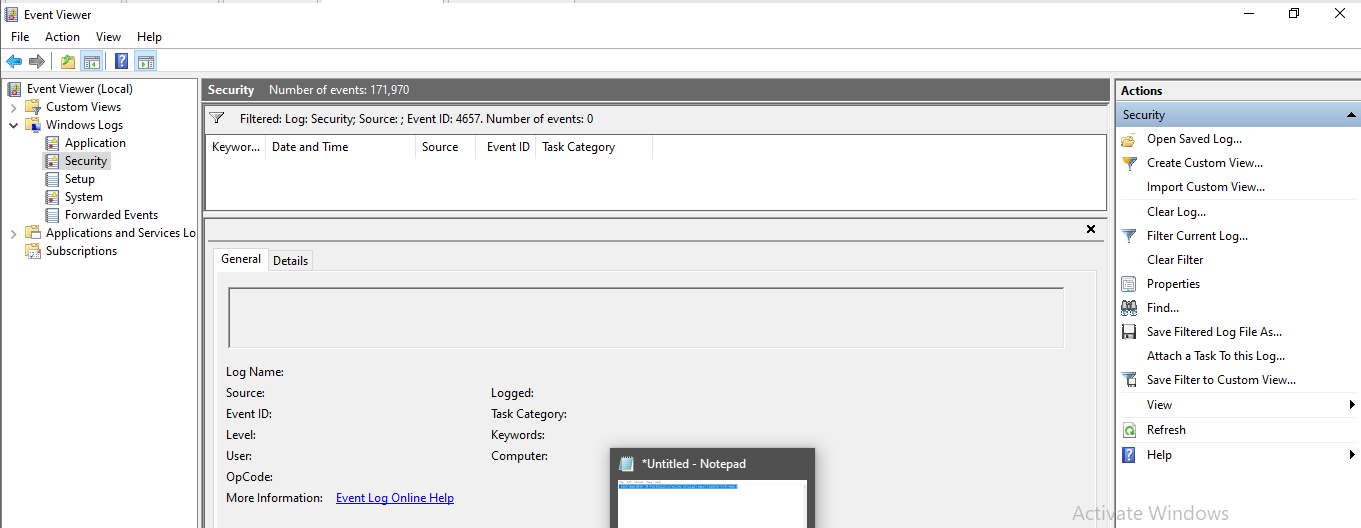 Event Viewer
File Action View Help
Event Viewer (Local)
Custom Views
Windows Logs
Application
Security
Setup
System
Forwarded Events
Applications and Services Lo
Subscriptions
Security Number of events: 171,970
Filtered: Log: Security; Source: ; Event ID: 4657. Number of events: 0
Keywor... Date and Time Source Event ID Task Category
General Details
Log Name:
Source: Logged:
Event ID: Task Category:
Level: Keywords:
User: Computer:
OpCode:
More Information: Event Log Online Help
*Untitled - Notepad
Actions
Security
Open Saved Log...
Create Custom View...
Import Custom View...
Clear Log...
Filter Current Log...
Clear Filter
Properties
Find...
Save Filtered Log File As...
Attach a Task To this Log...
Save Filter to Custom View...
View
Refresh
Help
Activate Windows